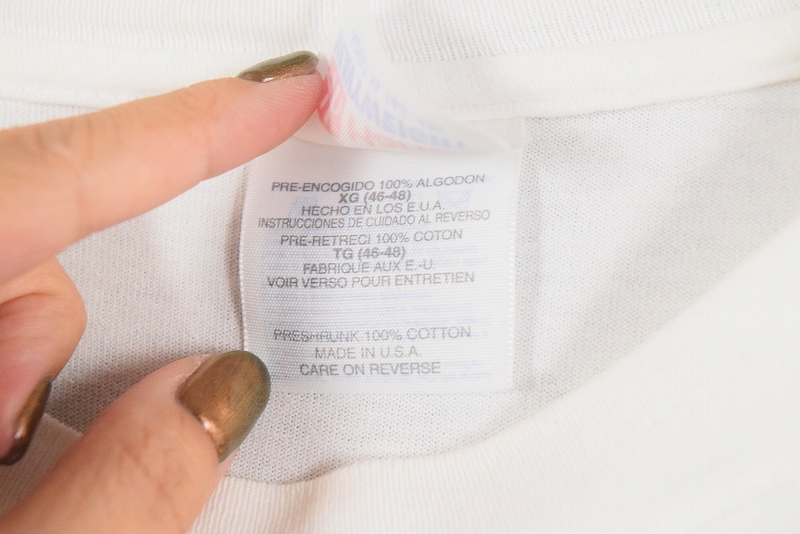 PRE-ENCOGIDO 100% ALGODON
XG (46-48)
HECHO EN LOS E.U.A.
INSTRUCCIONES DE CUIDADO AL REVERSO
PRE-RETRECI 100% COTON
TG (46-48)
FABRIQUE AUX E.-U.
VOIR VERSO POUR ENTRETIEN
PRESHRUNK 100% COTTON
MADE IN U.S.A.
CARE ON REVERSE